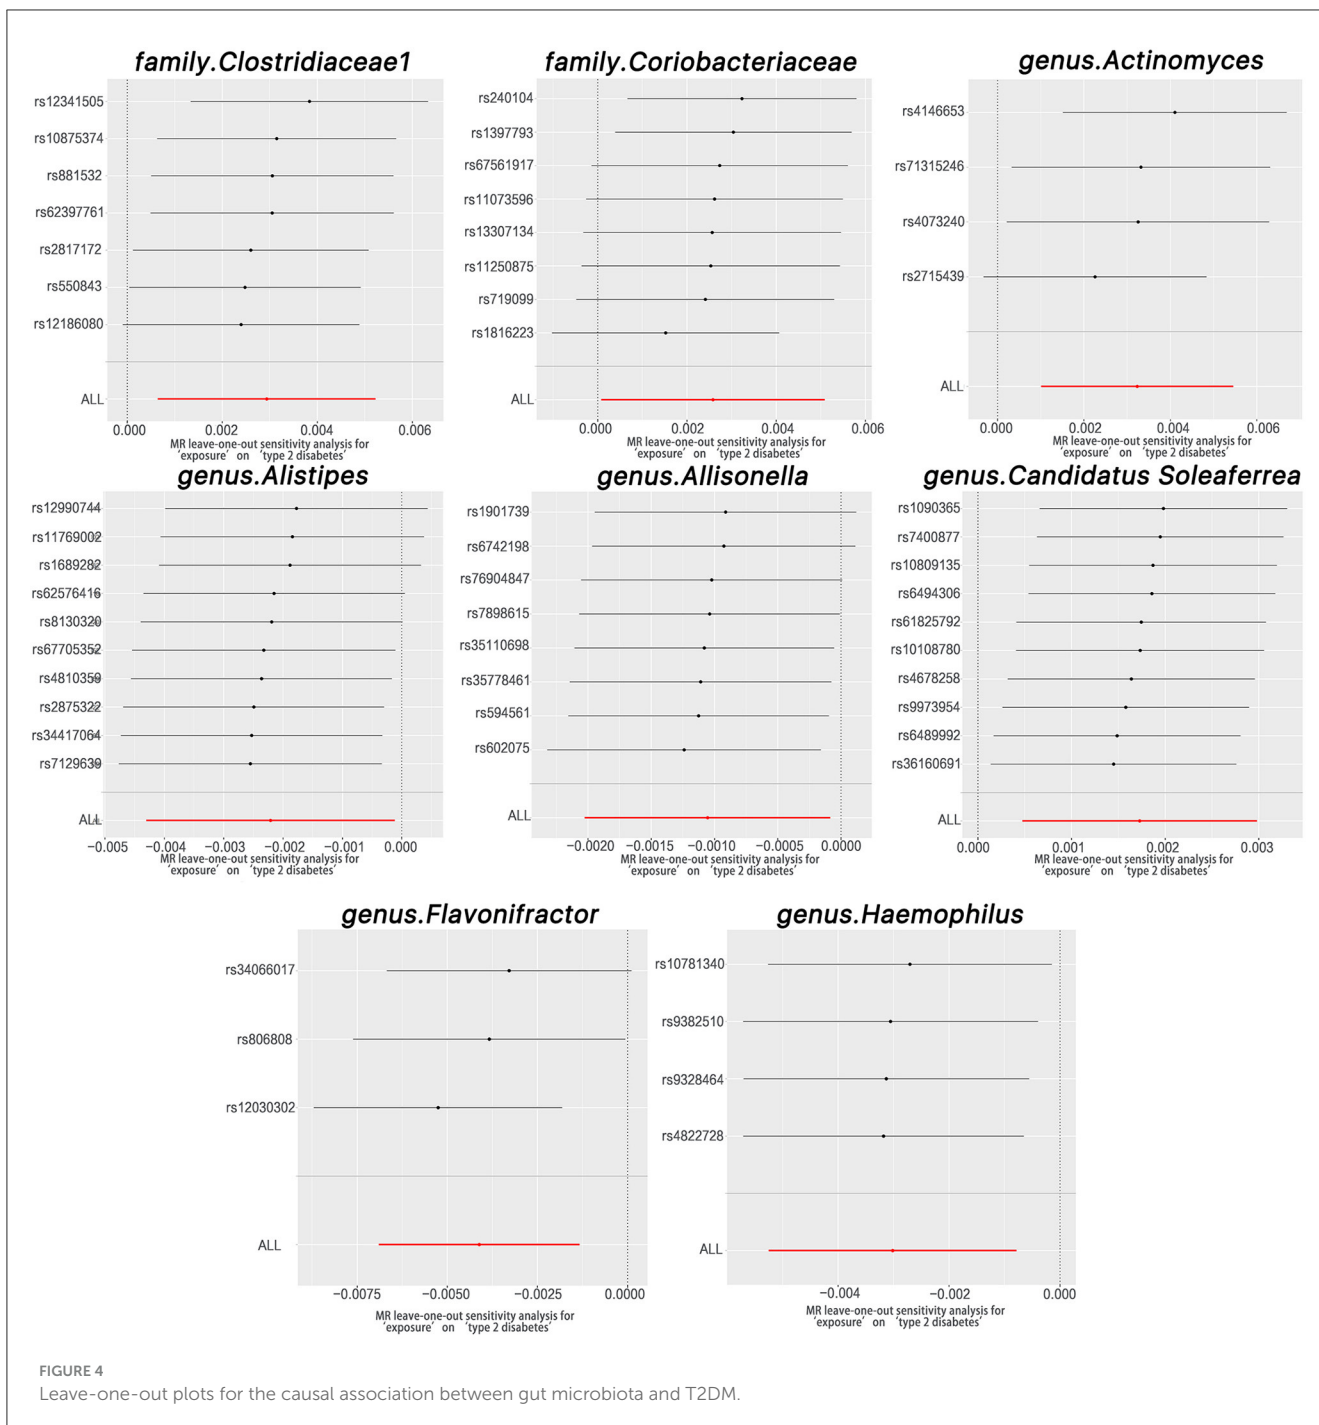 family.Clostridiaceae1
rs12341505
rs10875374
rs881532
rs62397761
rs2817172
rs550843
rs12186080
ALL
0.000 0.002 0.004 0.006
MR leave-one-out sensitivity analysis for
'exposure' on 'type 2 disabetes'
family.Coriobacteriaceae
rs240104
rs1397793
rs67561917
rs11073596
rs13307134
rs11250875
rs719099
rs1816223
ALL
0.000 0.002 0.004 0.006
MR leave-one-out sensitivity analysis for
'exposure' on 'type 2 disabetes'
genus.Actinomyces
rs4146653
rs71315246
rs4073240
rs2715439
ALL
0.000 0.002 0.004 0.006
MR leave-one-out sensitivity analysis for
'exposure' on 'type 2 disabetes'
genus.Alistipes
rs12990744
rs11769002
rs1689282
rs62576416
rs8130320
rs67705352
rs4810359
rs2875322
rs34417064
rs7129639
ALL
−0.005 −0.004 −0.003 −0.002 −0.001 0.000
MR leave-one-out sensitivity analysis for
'exposure' on 'type 2 disabetes'
genus.Allisonella
rs1901739
rs6742198
rs76904847
rs7898615
rs35110698
rs35778461
rs594561
rs602075
ALL
−0.0020 −0.0015 −0.0010 −0.0005 0.0000
MR leave-one-out sensitivity analysis for
'exposure' on 'type 2 disabetes'
genus.Candidatus Soleaferrea
rs1090365
rs7400877
rs10809135
rs6494306
rs61825792
rs10108780
rs4678258
rs9973954
rs6489992
rs36160691
ALL
0.000 0.001 0.002 0.003
MR leave-one-out sensitivity analysis for
'exposure' on 'type 2 disabetes'
genus.Flavonifractor
rs34066017
rs806808
rs12030302
ALL
−0.0075 −0.0050 −0.0025 0.0000
MR leave-one-out sensitivity analysis for
'exposure' on 'type 2 disabetes'
genus.Haemophilus
rs10781340
rs9382510
rs9328464
rs4822728
ALL
−0.004 −0.002 0.000
MR leave-one-out sensitivity analysis for
'exposure' on 'type 2 disabetes'
FIGURE 4
Leave-one-out plots for the causal association between gut microbiota and T2DM.